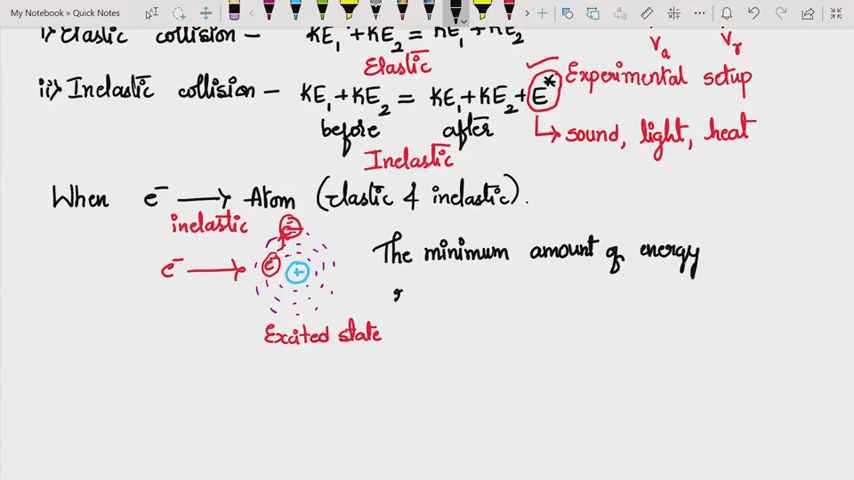 My Notebook » Quick Notes
i) Elastic collision - KE1 + KE2 = KE1 + KE2
Va Vr
Elastic
ii) Inelastic collision - KE1 + KE2 = KE1 + KE2 + E*
Experimental setup
before after
sound, light, heat
Inelastic
When e⁻ → Atom (elastic & inelastic).
inelastic
e⁻
e⁻ → e⁻ +
The minimum amount of energy
Excited state